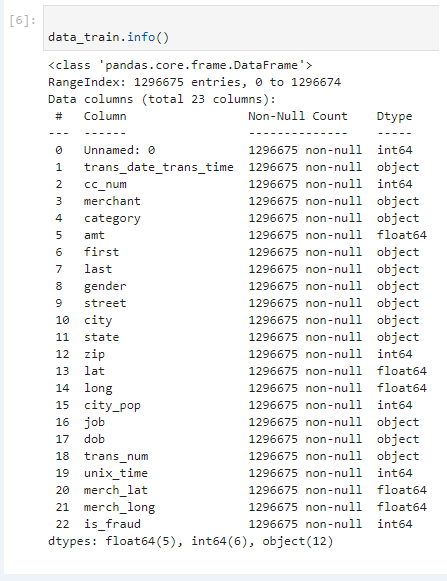 [6]:
data_train.info()
<class 'pandas.core.frame.DataFrame'>
RangeIndex: 1296675 entries, 0 to 1296674
Data columns (total 23 columns):
 #   Column                 Non-Null Count    Dtype
---  ------                 --------------    -----
 0   Unnamed: 0             1296675 non-null  int64
 1   trans_date_trans_time  1296675 non-null  object
 2   cc_num                 1296675 non-null  int64
 3   merchant               1296675 non-null  object
 4   category               1296675 non-null  object
 5   amt                    1296675 non-null  float64
 6   first                  1296675 non-null  object
 7   last                   1296675 non-null  object
 8   gender                 1296675 non-null  object
 9   street                 1296675 non-null  object
 10  city                   1296675 non-null  object
 11  state                  1296675 non-null  object
 12  zip                    1296675 non-null  int64
 13  lat                    1296675 non-null  float64
 14  long                   1296675 non-null  float64
 15  city_pop               1296675 non-null  int64
 16  job                    1296675 non-null  object
 17  dob                    1296675 non-null  object
 18  trans_num              1296675 non-null  object
 19  unix_time              1296675 non-null  int64
 20  merch_lat              1296675 non-null  float64
 21  merch_long             1296675 non-null  float64
 22  is_fraud               1296675 non-null  int64
dtypes: float64(5), int64(6), object(12)